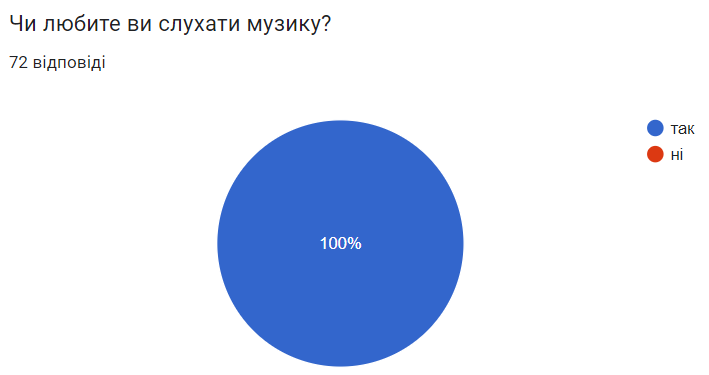 Чи любите ви слухати музику?
72 відповіді
так
ні
100%